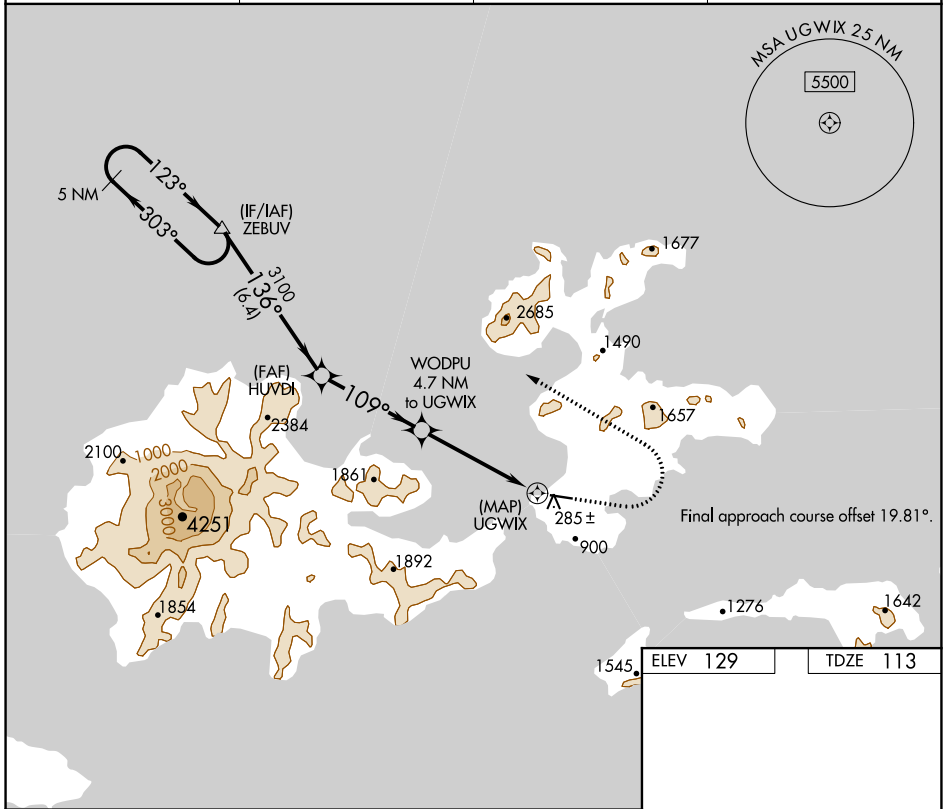 MSA UGWIX 25 NM
5500
123°
5 NM
303°
(IF/IAF)
ZEBUV
3100
136°
(6.4)
1677
2685
1490
WODPU
4.7 NM
to UGWIX
(FAF)
HUVDI
109°
2384
1657
2100
1000
2000
3000
1861
4251
(MAP)
UGWIX
285 ±
Final approach course offset 19.81°.
900
1892
1854
1276
1642
1545
ELEV 129
TDZE 113